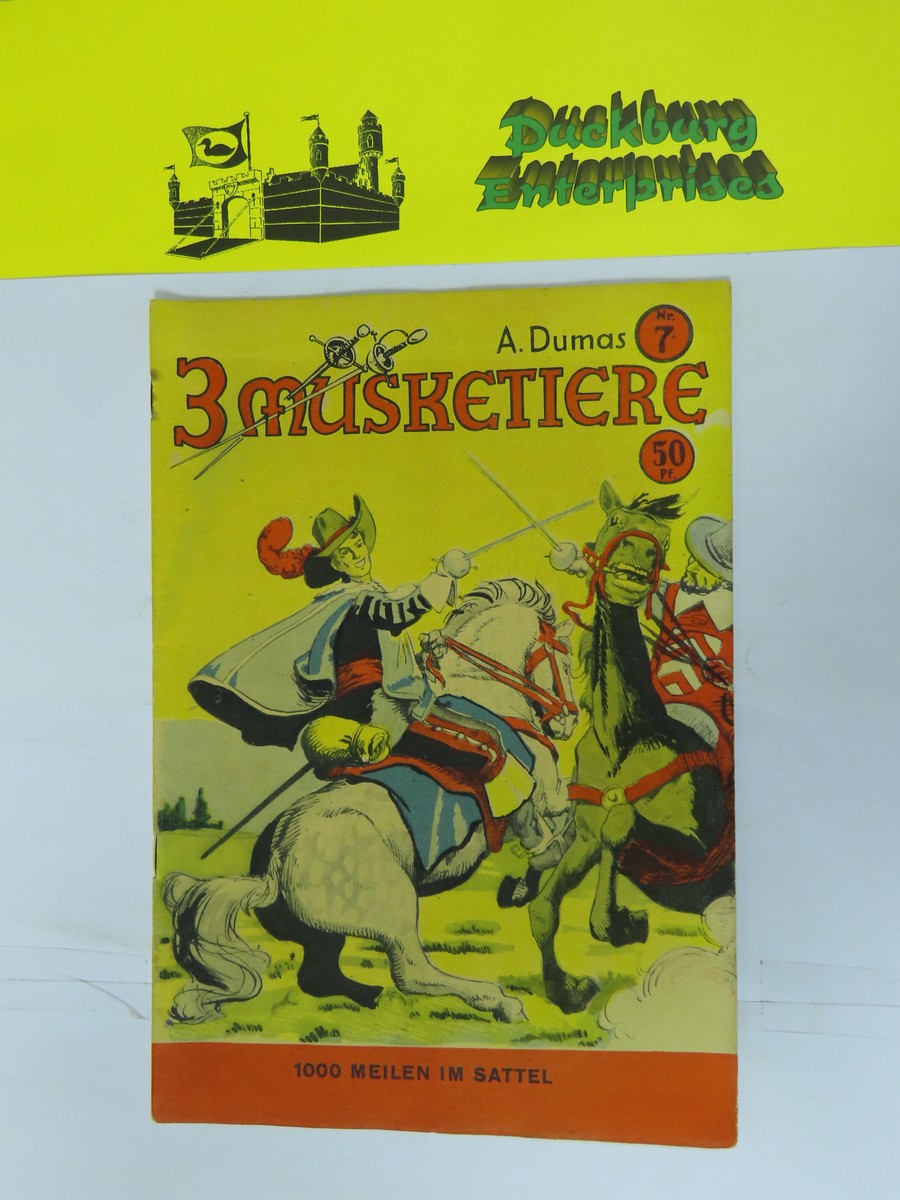 Duckburg
Enterprises
A. Dumas
Nr.
7
3 MUSKETIERE
50
Pf.
1000 MEILEN IM SATTEL